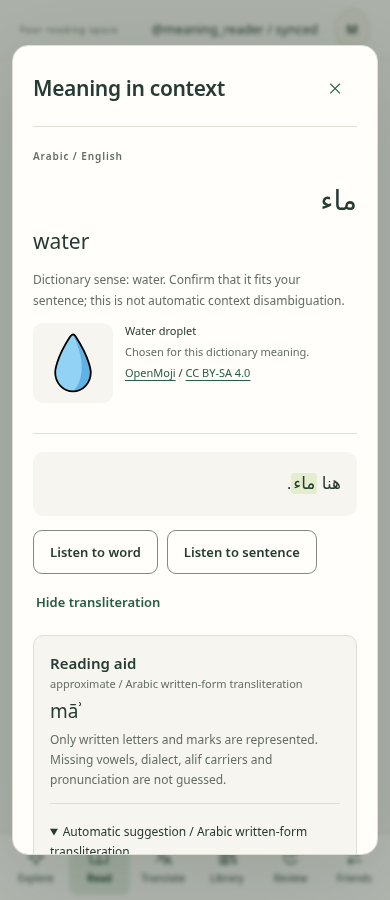 Your reading space
@meaning_reader / synced
M
Meaning in context
Arabic / English
ماء
water
Dictionary sense: water. Confirm that it fits your
sentence; this is not automatic context disambiguation.
Water droplet
Chosen for this dictionary meaning.
OpenMoji / CC BY-SA 4.0
هنا ماء.
Listen to word
Listen to sentence
Hide transliteration
Reading aid
approximate / Arabic written-form transliteration
māʾ
Only written letters and marks are represented.
Missing vowels, dialect, alif carriers and
pronunciation are not guessed.
▼ Automatic suggestion / Arabic written-form
transliteration
Explore
Read
Translate
Library
Review
Friends